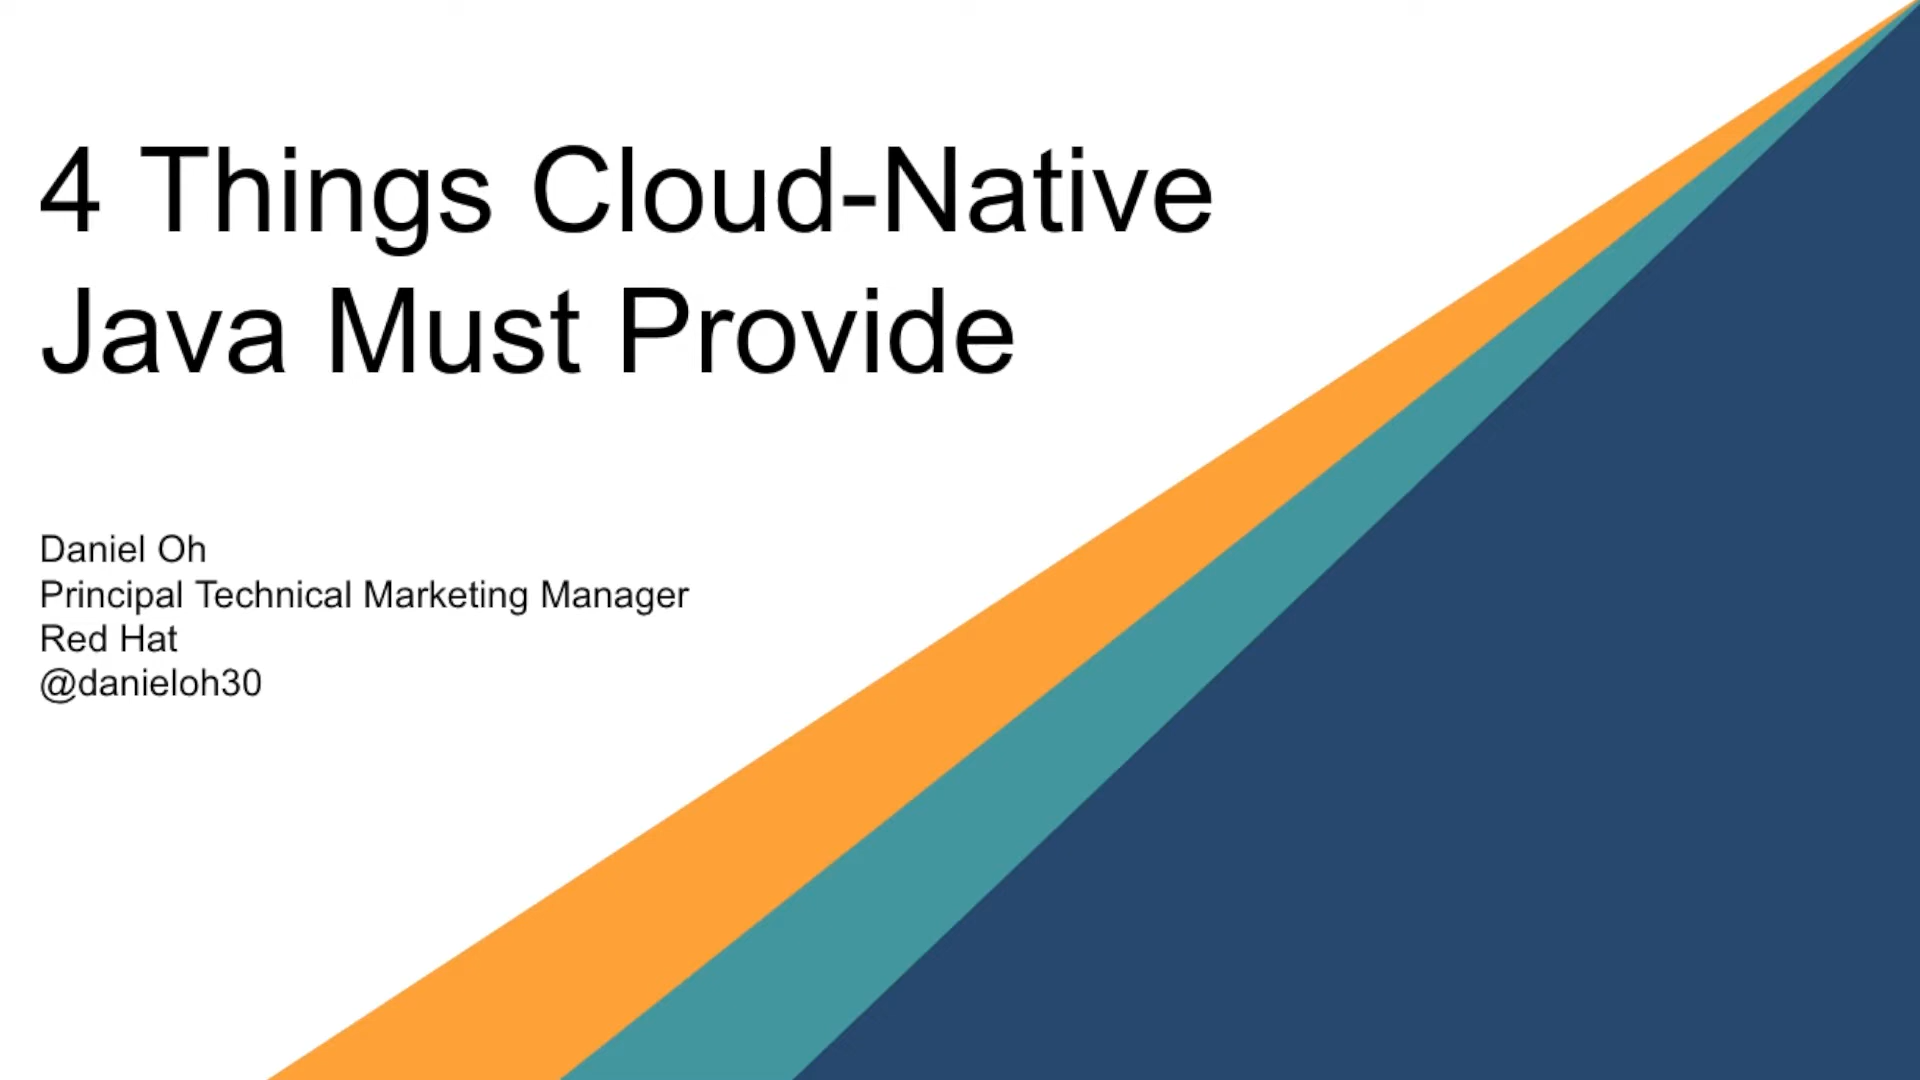 4 Things Cloud-Native
Java Must Provide
Daniel Oh
Principal Technical Marketing Manager
Red Hat
@danieloh30